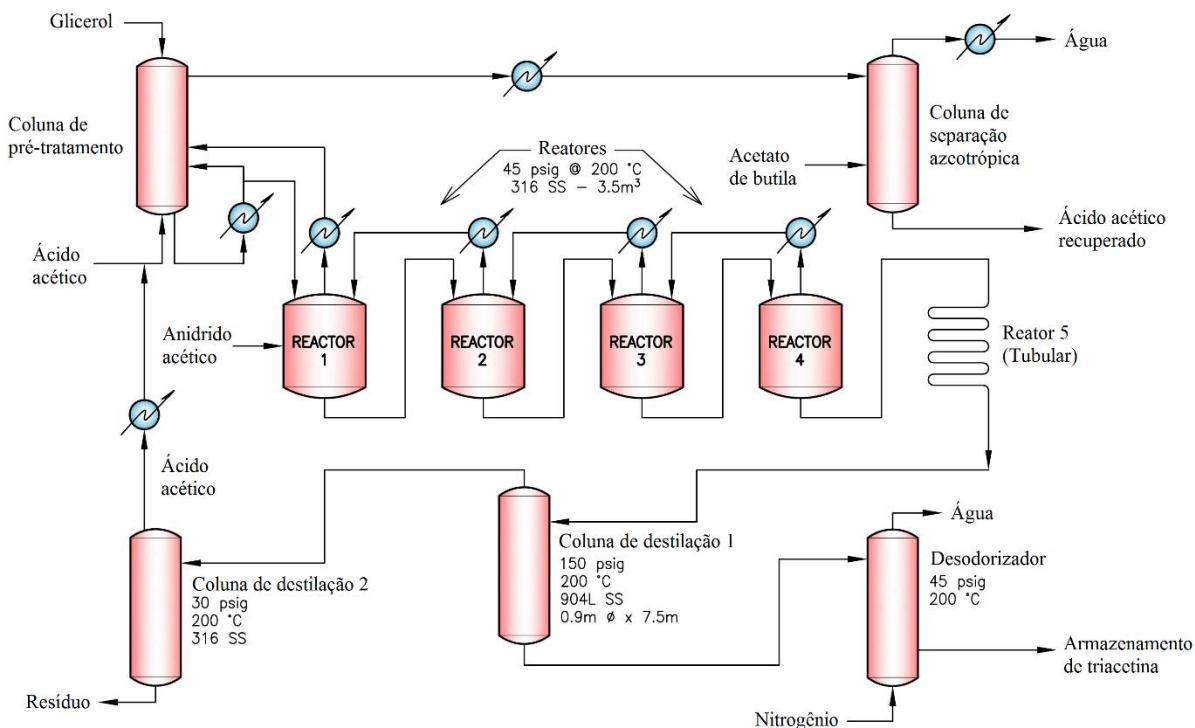 Glicerol
Água
Coluna de
pré-tratamento
Reatores
45 psig @ 200 °C
316 SS – 3.5m³
Coluna de
separação
azeotrópica
Acetato
de butila
Ácido
acético
Ácido acético
recuperado
Anidrido
acético
REACTOR
1
REACTOR
2
REACTOR
3
REACTOR
4
Reator 5
(Tubular)
Ácido
acético
Coluna de destilação 2
30 psig
200 °C
316 SS
Coluna de destilação 1
150 psig
200 °C
904L SS
0.9m ø x 7.5m
Água
Desodorizador
45 psig
200 °C
Armazenamento
de triacetina
Resíduo
Nitrogênio